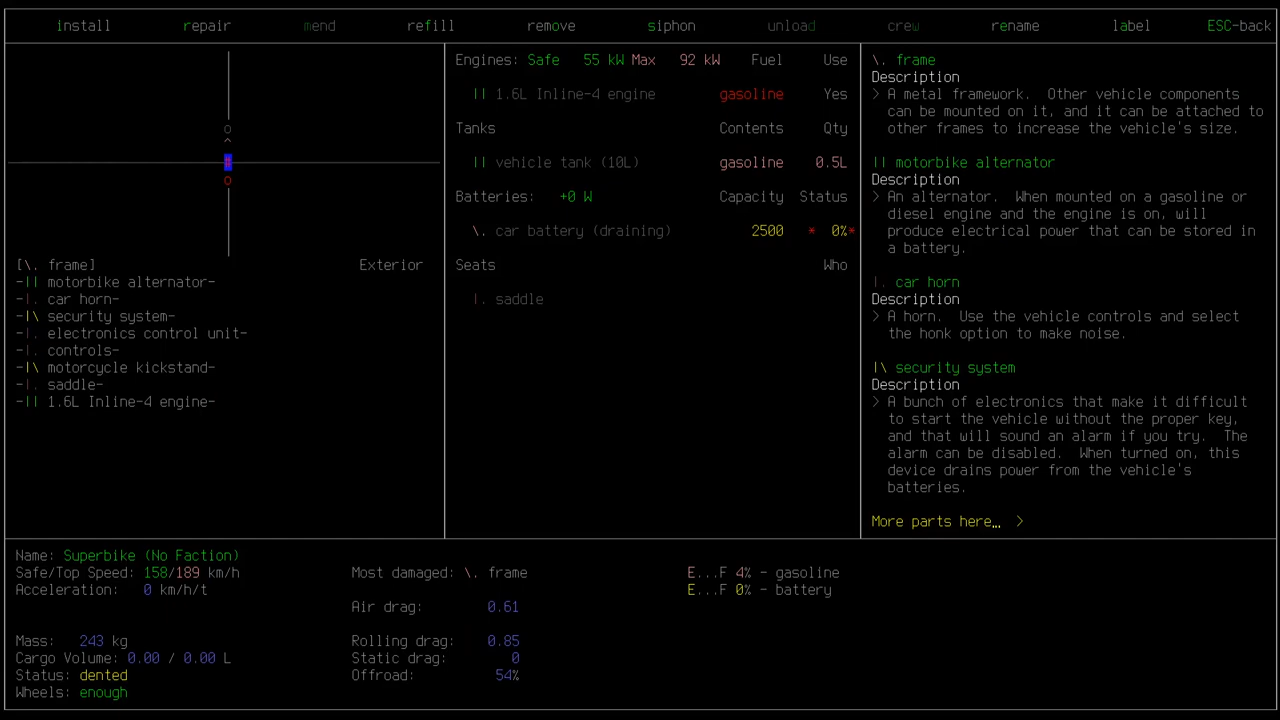 install repair mend refill remove siphon unload crew rename label ESC-back
o
^
#
o
[\. frame] Exterior
-|| motorbike alternator-
-|. car horn-
-|\ security system-
-|. electronics control unit-
-|. controls-
-|\ motorcycle kickstand-
-|. saddle-
-|| 1.6L Inline-4 engine-
Engines: Safe 55 kW Max 92 kW Fuel Use
|| 1.6L Inline-4 engine gasoline Yes
Tanks Contents Qty
|| vehicle tank (10L) gasoline 0.5L
Batteries: +0 W Capacity Status
\. car battery (draining) 2500 * 0%*
Seats Who
|. saddle
\. frame
Description
> A metal framework. Other vehicle components
can be mounted on it, and it can be attached to
other frames to increase the vehicle's size.
|| motorbike alternator
Description
> An alternator. When mounted on a gasoline or
diesel engine and the engine is on, will
produce electrical power that can be stored in
a battery.
|. car horn
Description
> A horn. Use the vehicle controls and select
the honk option to make noise.
|\ security system
Description
> A bunch of electronics that make it difficult
to start the vehicle without the proper key,
and that will sound an alarm if you try. The
alarm can be disabled. When turned on, this
device drains power from the vehicle's
batteries.
More parts here… >
Name: Superbike (No Faction)
Safe/Top Speed: 158/189 km/h
Acceleration: 0 km/h/t
Mass: 243 kg
Cargo Volume: 0.00 / 0.00 L
Status: dented
Wheels: enough
Most damaged: \. frame
Air drag: 0.61
Rolling drag: 0.85
Static drag: 0
Offroad: 54%
E...F 4% - gasoline
E...F 0% - battery